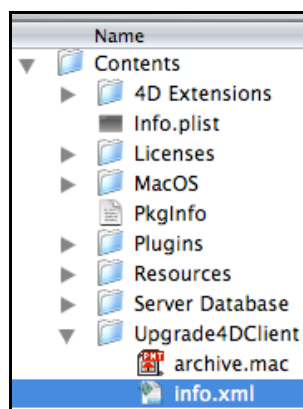 Name
Contents
4D Extensions
Info.plist
Licenses
MacOS
PkgInfo
Plugins
Resources
Server Database
Upgrade4DClient
archive.mac
info.xml